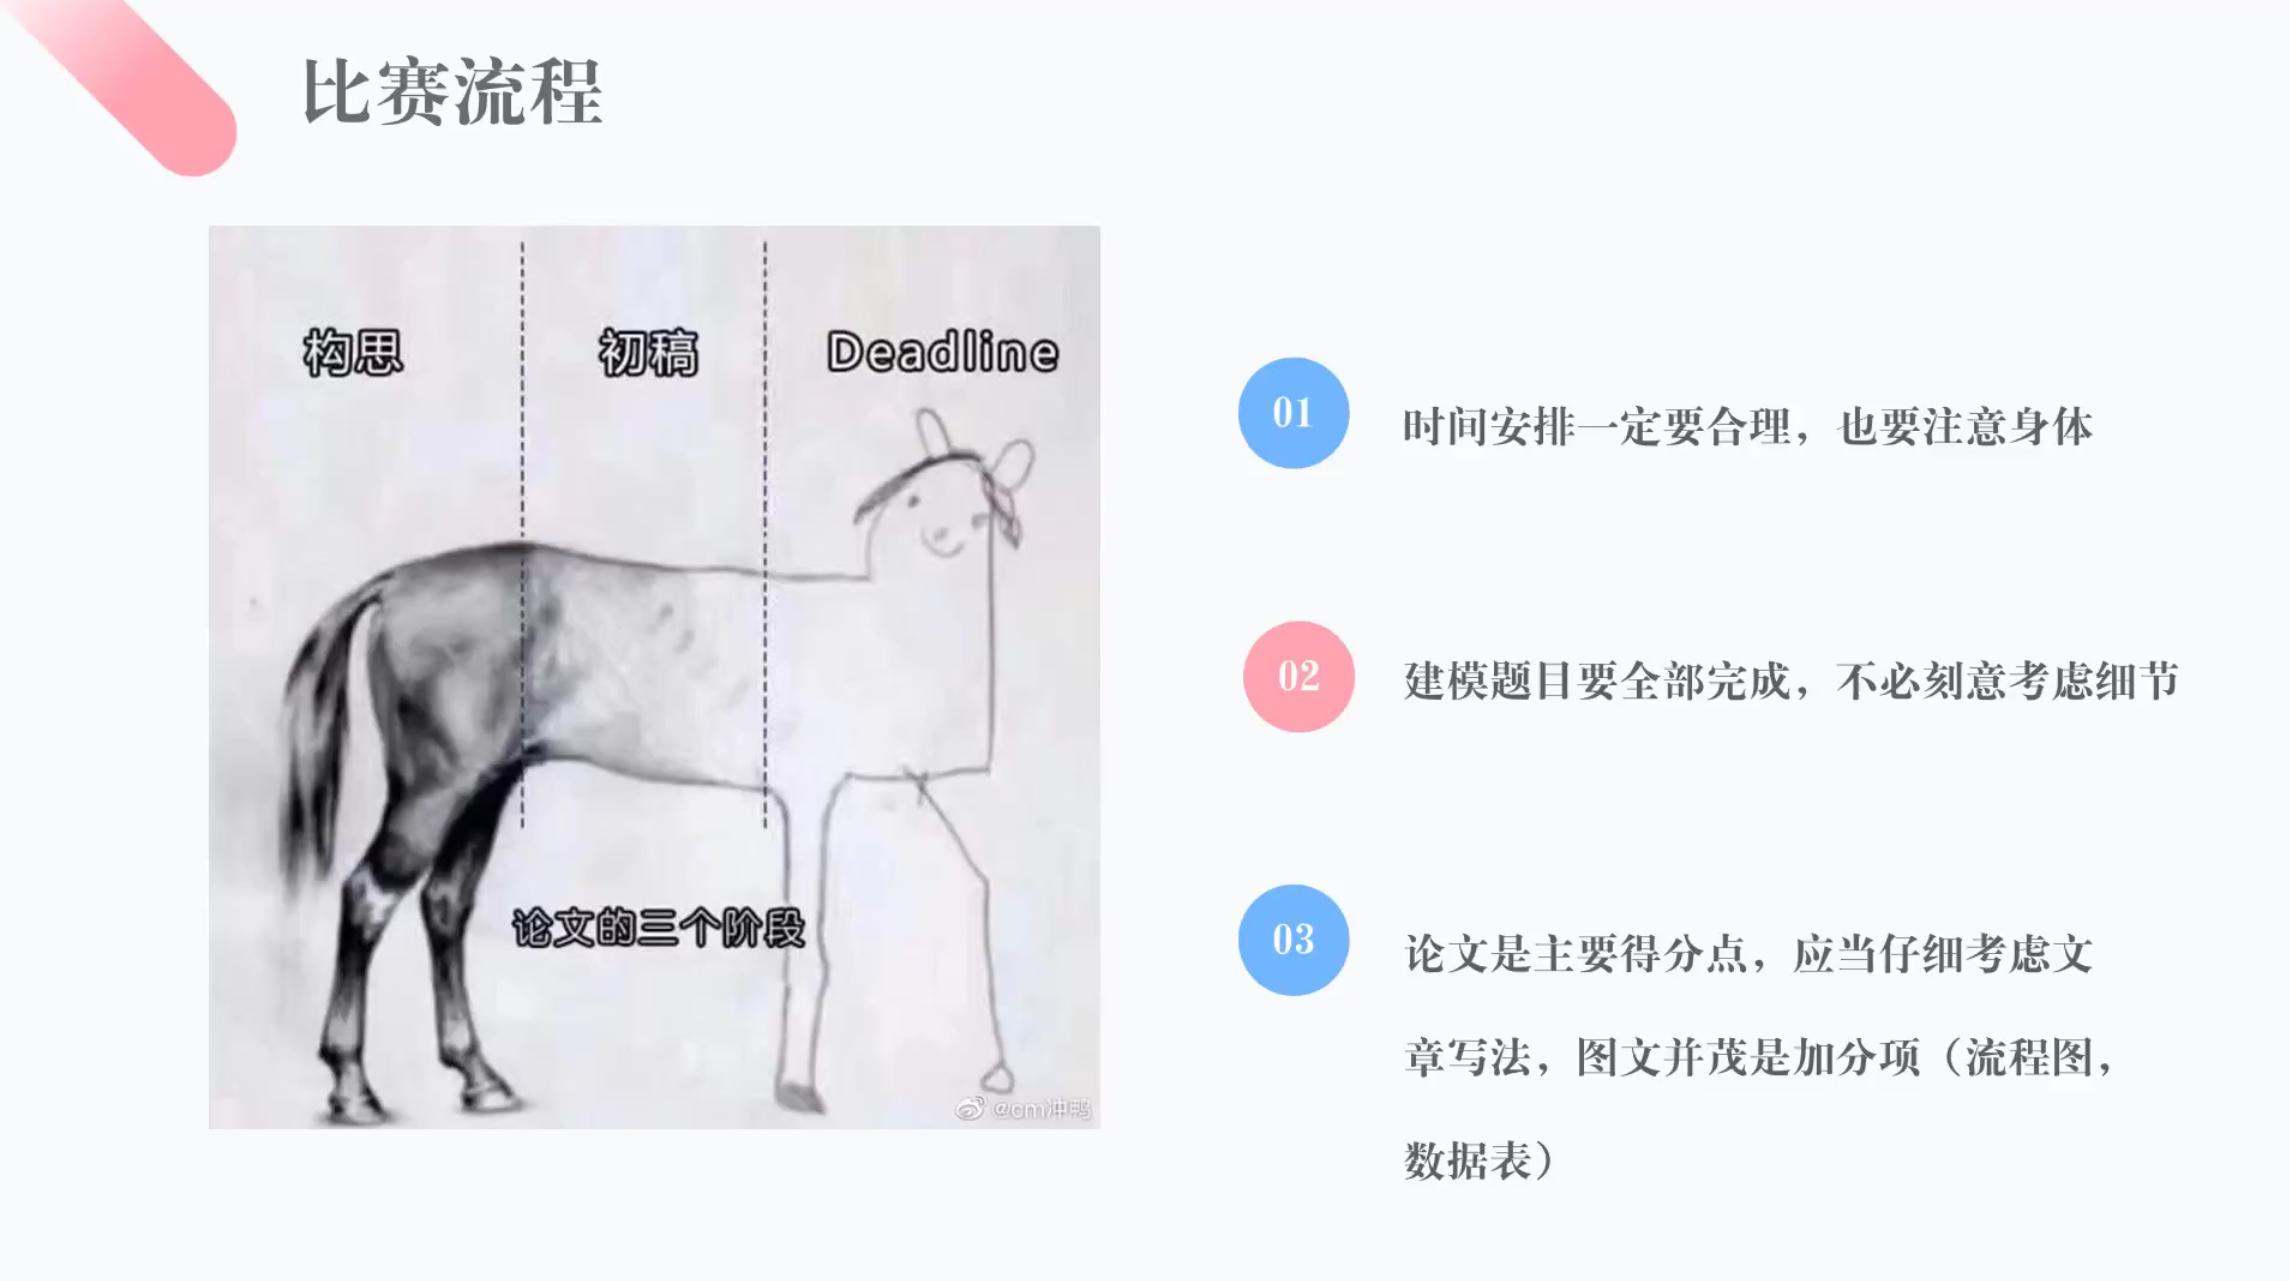 比赛流程
构思
初稿
Deadline
论文的三个阶段
@cm冲鸭
01
时间安排一定要合理，也要注意身体
02
建模题目要全部完成，不必刻意考虑细节
03
论文是主要得分点，应当仔细考虑文
章写法，图文并茂是加分项（流程图，
数据表）